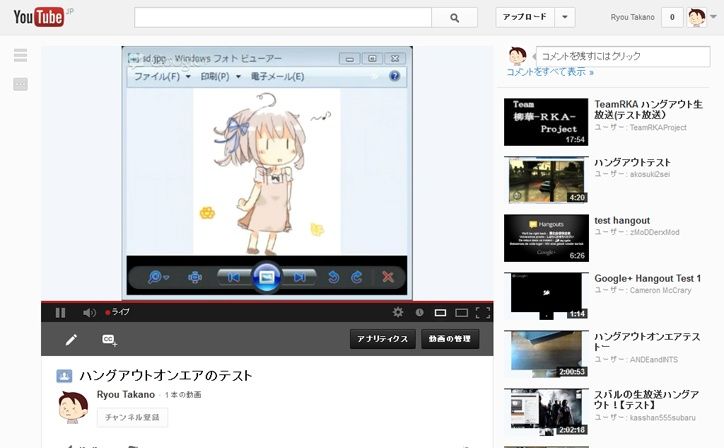 YouTube JP
アップロード
Ryou Takano
0
コメントを残すにはクリック
コメントをすべて表示 »
sd.jpg - Windows フォト ビューアー
ファイル(F) ▼ 印刷(P) ▼ 電子メール(E)
ライブ
CC
アナリティクス
動画の管理
ハングアウトオンエアのテスト
Ryou Takano · 1 本の動画
チャンネル登録
Team
柳華-RKA-
Project
17:54
TeamRKA ハングアウト生
放送(テスト放送)
ユーザー: TeamRKAProject
4:20
ハングアウトテスト
ユーザー: akosuki2sei
Hangouts
Google+
6:26
test hangout
ユーザー: zMoDDerxMod
1:14
Google+ Hangout Test 1
ユーザー: Cameron McCrary
2:00:53
ハングアウトオンエアテス
トー
ユーザー: ANDEandINTS
2:02:18
スバルの生放送ハングア
ウト!【テスト】
ユーザー: kasshan555subaru